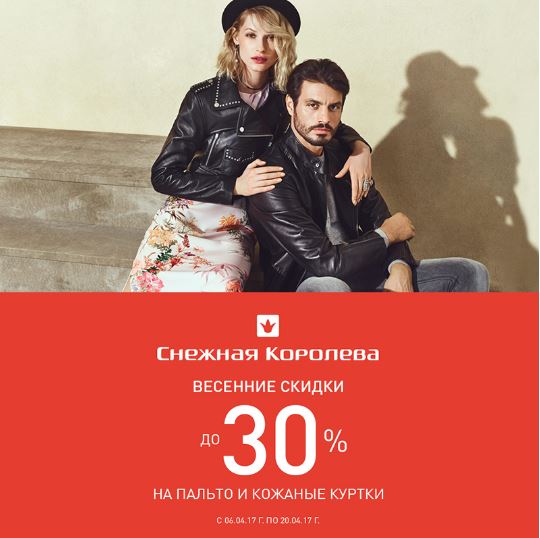 Снежная Королева
ВЕСЕННИЕ СКИДКИ
ДО 30%
НА ПАЛЬТО И КОЖАНЫЕ КУРТКИ
С 06.04.17 Г. ПО 20.04.17 Г.